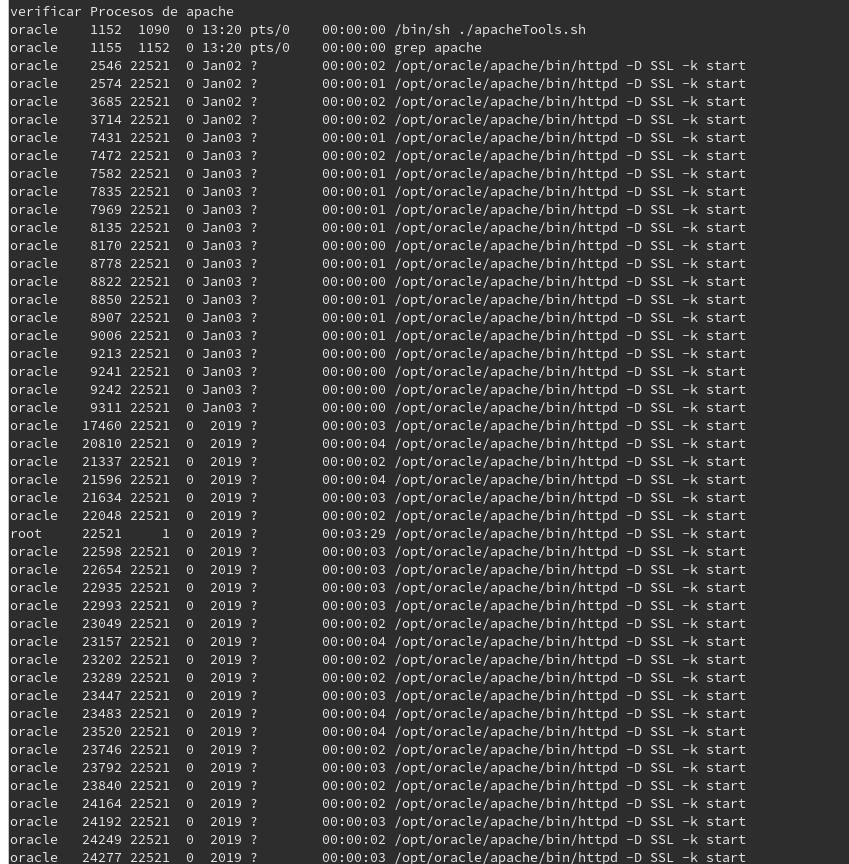 verificar Procesos de apache
oracle    1152  1090  0 13:20 pts/0    00:00:00 /bin/sh ./apacheTools.sh
oracle    1155  1152  0 13:20 pts/0    00:00:00 grep apache
oracle    2546 22521  0 Jan02 ?        00:00:02 /opt/oracle/apache/bin/httpd -D SSL -k start
oracle    2574 22521  0 Jan02 ?        00:00:01 /opt/oracle/apache/bin/httpd -D SSL -k start
oracle    3685 22521  0 Jan02 ?        00:00:02 /opt/oracle/apache/bin/httpd -D SSL -k start
oracle    3714 22521  0 Jan02 ?        00:00:02 /opt/oracle/apache/bin/httpd -D SSL -k start
oracle    7431 22521  0 Jan03 ?        00:00:01 /opt/oracle/apache/bin/httpd -D SSL -k start
oracle    7472 22521  0 Jan03 ?        00:00:02 /opt/oracle/apache/bin/httpd -D SSL -k start
oracle    7582 22521  0 Jan03 ?        00:00:01 /opt/oracle/apache/bin/httpd -D SSL -k start
oracle    7835 22521  0 Jan03 ?        00:00:01 /opt/oracle/apache/bin/httpd -D SSL -k start
oracle    7969 22521  0 Jan03 ?        00:00:01 /opt/oracle/apache/bin/httpd -D SSL -k start
oracle    8135 22521  0 Jan03 ?        00:00:01 /opt/oracle/apache/bin/httpd -D SSL -k start
oracle    8170 22521  0 Jan03 ?        00:00:00 /opt/oracle/apache/bin/httpd -D SSL -k start
oracle    8778 22521  0 Jan03 ?        00:00:01 /opt/oracle/apache/bin/httpd -D SSL -k start
oracle    8822 22521  0 Jan03 ?        00:00:00 /opt/oracle/apache/bin/httpd -D SSL -k start
oracle    8850 22521  0 Jan03 ?        00:00:01 /opt/oracle/apache/bin/httpd -D SSL -k start
oracle    8907 22521  0 Jan03 ?        00:00:01 /opt/oracle/apache/bin/httpd -D SSL -k start
oracle    9006 22521  0 Jan03 ?        00:00:01 /opt/oracle/apache/bin/httpd -D SSL -k start
oracle    9213 22521  0 Jan03 ?        00:00:00 /opt/oracle/apache/bin/httpd -D SSL -k start
oracle    9241 22521  0 Jan03 ?        00:00:00 /opt/oracle/apache/bin/httpd -D SSL -k start
oracle    9242 22521  0 Jan03 ?        00:00:00 /opt/oracle/apache/bin/httpd -D SSL -k start
oracle    9311 22521  0 Jan03 ?        00:00:00 /opt/oracle/apache/bin/httpd -D SSL -k start
oracle   17460 22521  0  2019 ?        00:00:03 /opt/oracle/apache/bin/httpd -D SSL -k start
oracle   20810 22521  0  2019 ?        00:00:04 /opt/oracle/apache/bin/httpd -D SSL -k start
oracle   21337 22521  0  2019 ?        00:00:02 /opt/oracle/apache/bin/httpd -D SSL -k start
oracle   21596 22521  0  2019 ?        00:00:04 /opt/oracle/apache/bin/httpd -D SSL -k start
oracle   21634 22521  0  2019 ?        00:00:03 /opt/oracle/apache/bin/httpd -D SSL -k start
oracle   22048 22521  0  2019 ?        00:00:02 /opt/oracle/apache/bin/httpd -D SSL -k start
root     22521     1  0  2019 ?        00:03:29 /opt/oracle/apache/bin/httpd -D SSL -k start
oracle   22598 22521  0  2019 ?        00:00:03 /opt/oracle/apache/bin/httpd -D SSL -k start
oracle   22654 22521  0  2019 ?        00:00:03 /opt/oracle/apache/bin/httpd -D SSL -k start
oracle   22935 22521  0  2019 ?        00:00:03 /opt/oracle/apache/bin/httpd -D SSL -k start
oracle   22993 22521  0  2019 ?        00:00:03 /opt/oracle/apache/bin/httpd -D SSL -k start
oracle   23049 22521  0  2019 ?        00:00:02 /opt/oracle/apache/bin/httpd -D SSL -k start
oracle   23157 22521  0  2019 ?        00:00:04 /opt/oracle/apache/bin/httpd -D SSL -k start
oracle   23202 22521  0  2019 ?        00:00:02 /opt/oracle/apache/bin/httpd -D SSL -k start
oracle   23289 22521  0  2019 ?        00:00:02 /opt/oracle/apache/bin/httpd -D SSL -k start
oracle   23447 22521  0  2019 ?        00:00:03 /opt/oracle/apache/bin/httpd -D SSL -k start
oracle   23483 22521  0  2019 ?        00:00:04 /opt/oracle/apache/bin/httpd -D SSL -k start
oracle   23520 22521  0  2019 ?        00:00:04 /opt/oracle/apache/bin/httpd -D SSL -k start
oracle   23746 22521  0  2019 ?        00:00:02 /opt/oracle/apache/bin/httpd -D SSL -k start
oracle   23792 22521  0  2019 ?        00:00:03 /opt/oracle/apache/bin/httpd -D SSL -k start
oracle   23840 22521  0  2019 ?        00:00:02 /opt/oracle/apache/bin/httpd -D SSL -k start
oracle   24164 22521  0  2019 ?        00:00:02 /opt/oracle/apache/bin/httpd -D SSL -k start
oracle   24192 22521  0  2019 ?        00:00:03 /opt/oracle/apache/bin/httpd -D SSL -k start
oracle   24249 22521  0  2019 ?        00:00:02 /opt/oracle/apache/bin/httpd -D SSL -k start
oracle   24277 22521  0  2019 ?        00:00:03 /opt/oracle/apache/bin/httpd -D SSL -k start